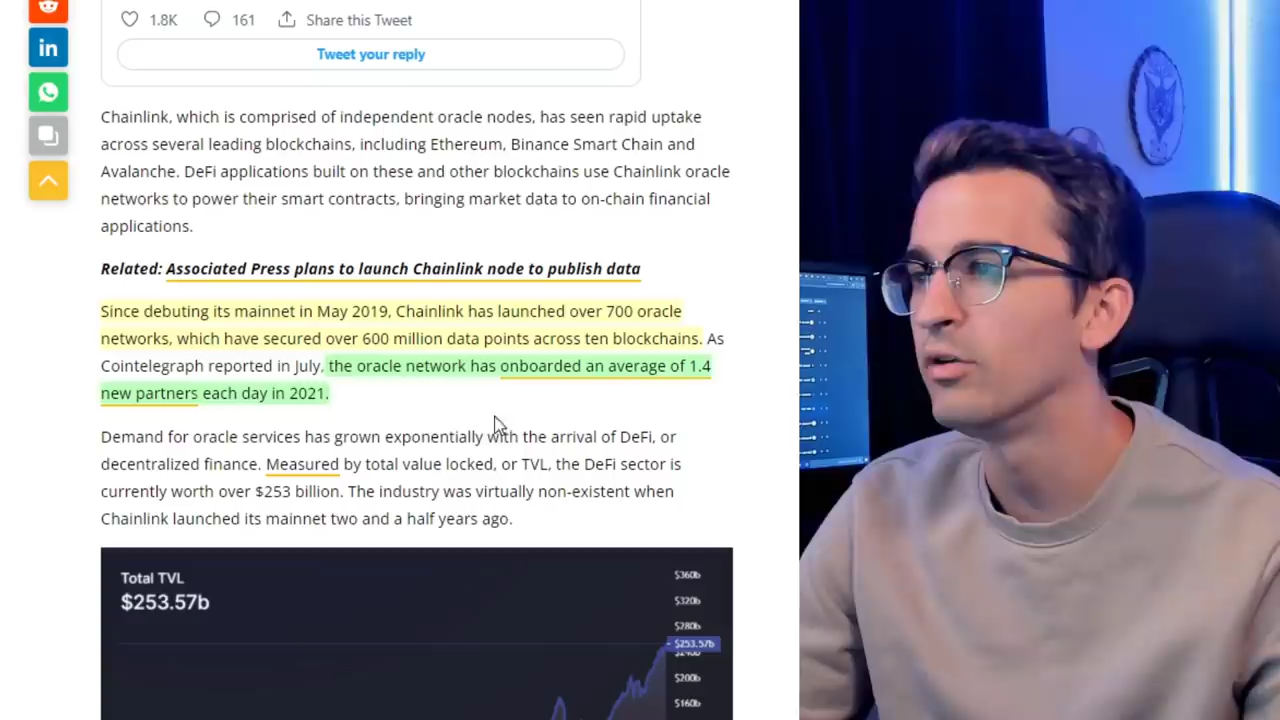 1.8K 161 Share this Tweet
Tweet your reply
in
Chainlink, which is comprised of independent oracle nodes, has seen rapid uptake
across several leading blockchains, including Ethereum, Binance Smart Chain and
Avalanche. DeFi applications built on these and other blockchains use Chainlink oracle
networks to power their smart contracts, bringing market data to on-chain financial
applications.
Related: Associated Press plans to launch Chainlink node to publish data
Since debuting its mainnet in May 2019, Chainlink has launched over 700 oracle
networks, which have secured over 600 million data points across ten blockchains. As
Cointelegraph reported in July, the oracle network has onboarded an average of 1.4
new partners each day in 2021.
Demand for oracle services has grown exponentially with the arrival of DeFi, or
decentralized finance. Measured by total value locked, or TVL, the DeFi sector is
currently worth over $253 billion. The industry was virtually non-existent when
Chainlink launched its mainnet two and a half years ago.
Total TVL
$253.57b
$360b
$320b
$280b
$253.57b
$240b
$200b
$160b